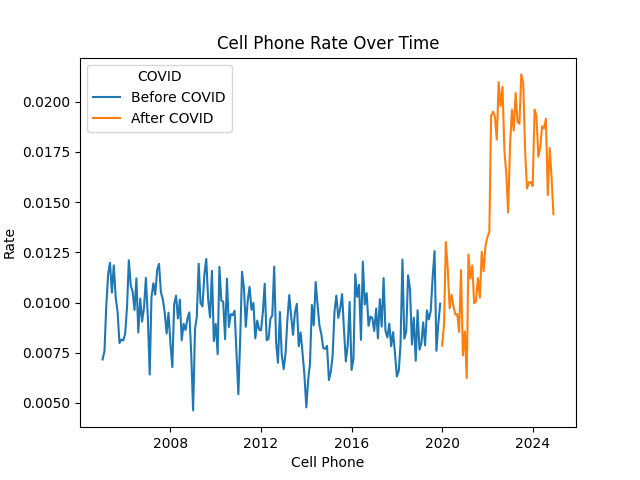 Cell Phone Rate Over Time
COVID
Before COVID
After COVID
0.0200
0.0175
0.0150
0.0125
0.0100
0.0075
0.0050
Rate
2008 2012 2016 2020 2024
Cell Phone